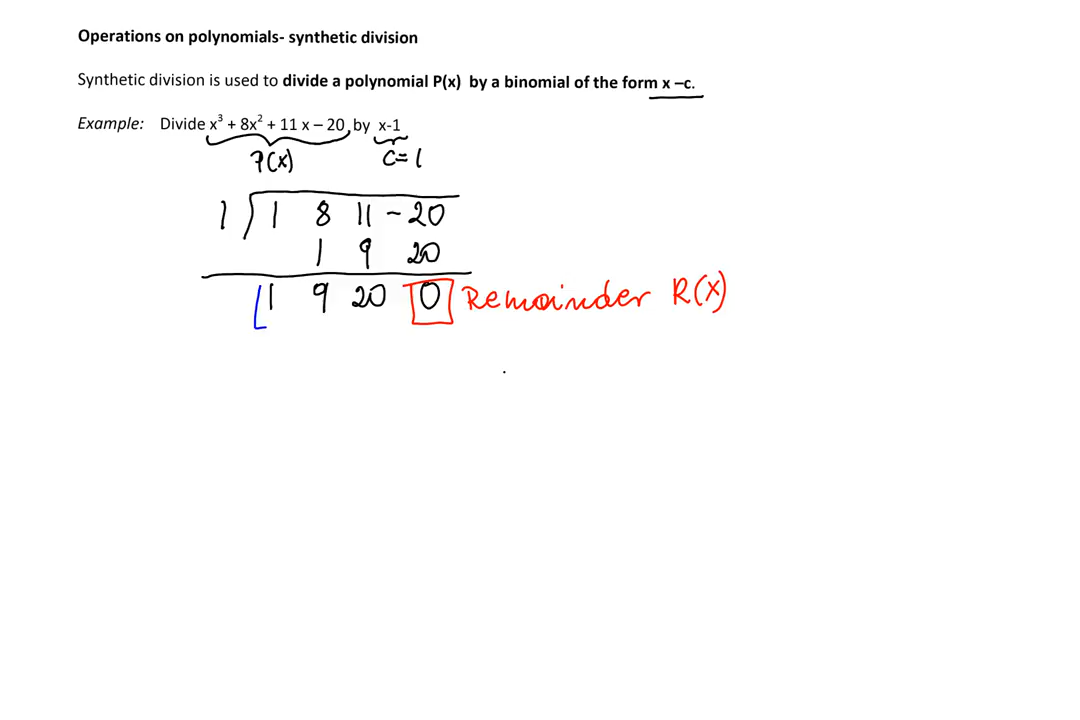 Operations on polynomials- synthetic division
Synthetic division is used to divide a polynomial P(x) by a binomial of the form x –c.
Example: Divide x³ + 8x² + 11 x – 20, by x-1
P(x) c= 1
1 1 8 11 - 20
1 9 20
1 9 20 0 Remainder R(x)